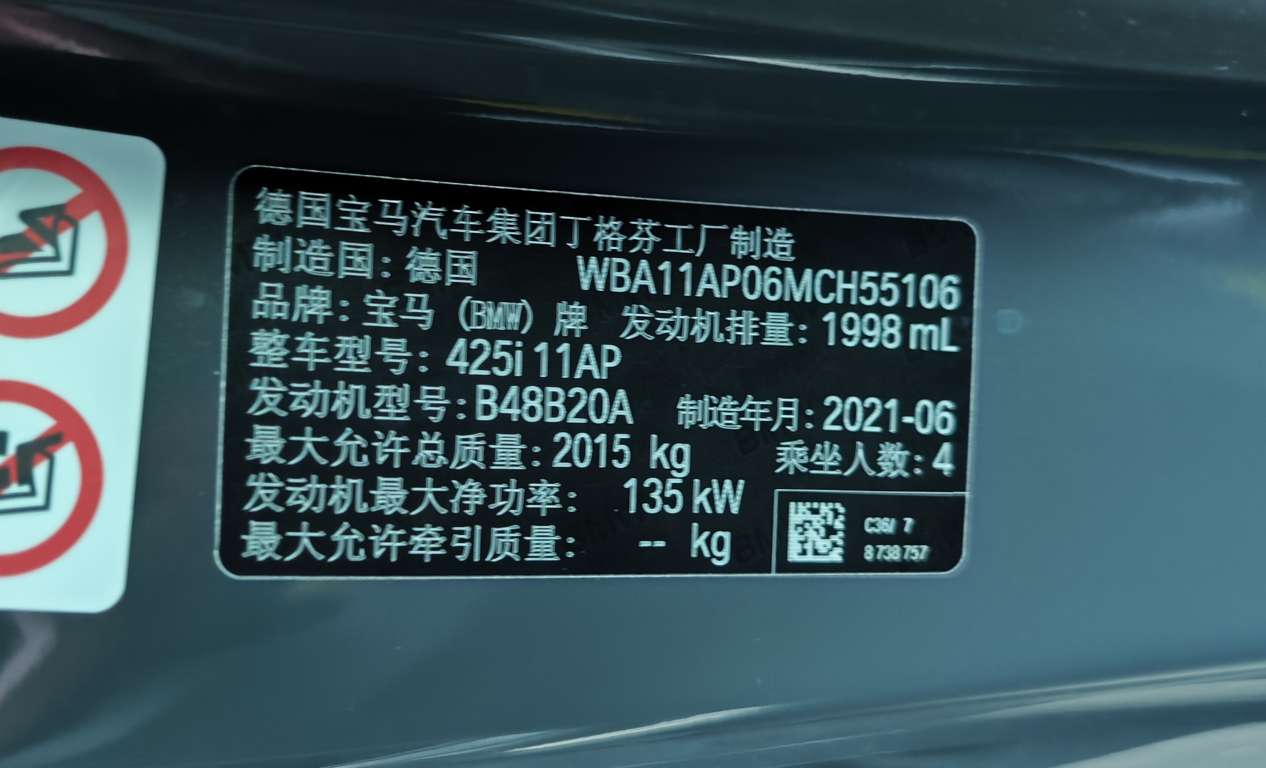 德国宝马汽车集团丁格芬工厂制造
制造国：德国 WBA11AP06MCH55106
品牌：宝马（BMW）牌 发动机排量：1998 mL
整车型号：425i 11AP
发动机型号：B48B20A 制造年月：2021-06
最大允许总质量：2015 kg 乘坐人数：4
发动机最大净功率： 135 kW
最大允许牵引质量： -- kg
C36/ 7
8738757